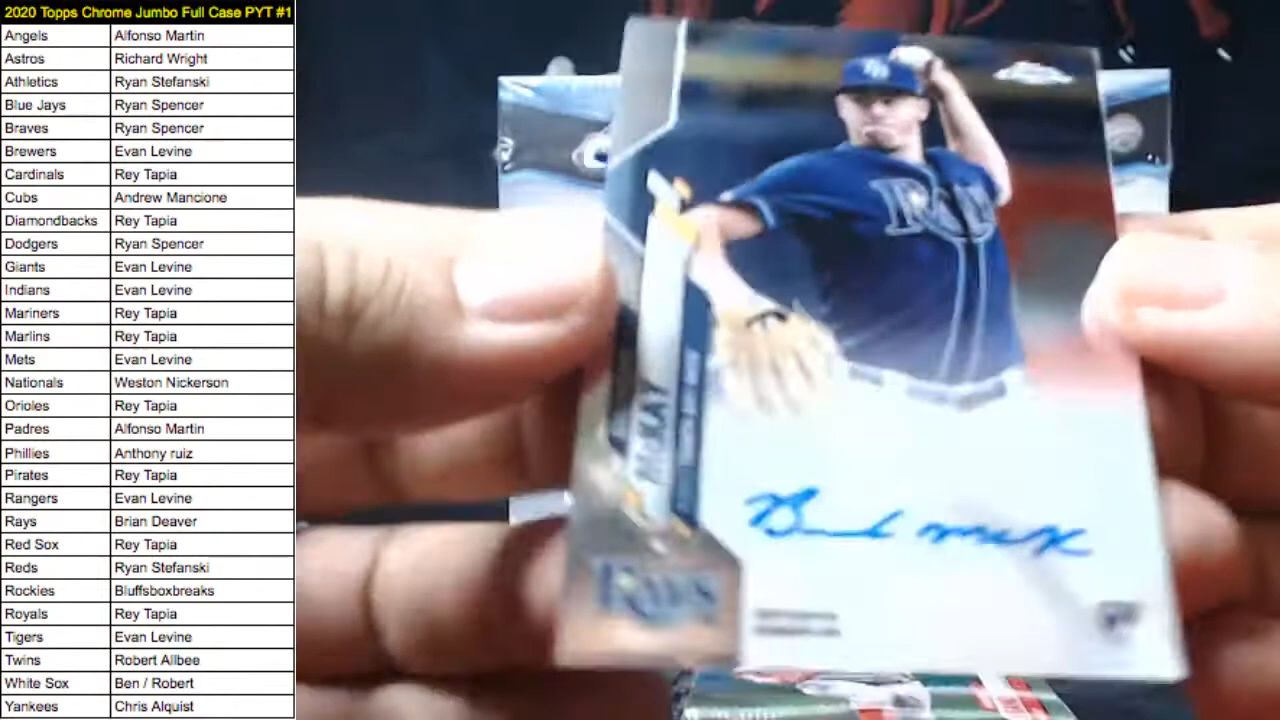 2020 Topps Chrome Jumbo Full Case PYT #1
Angels Alfonso Martin
Astros Richard Wright
Athletics Ryan Stefanski
Blue Jays Ryan Spencer
Braves Ryan Spencer
Brewers Evan Levine
Cardinals Rey Tapia
Cubs Andrew Mancione
Diamondbacks Rey Tapia
Dodgers Ryan Spencer
Giants Evan Levine
Indians Evan Levine
Mariners Rey Tapia
Marlins Rey Tapia
Mets Evan Levine
Nationals Weston Nickerson
Orioles Rey Tapia
Padres Alfonso Martin
Phillies Anthony ruiz
Pirates Rey Tapia
Rangers Evan Levine
Rays Brian Deaver
Red Sox Rey Tapia
Reds Ryan Stefanski
Rockies Bluffsboxbreaks
Royals Rey Tapia
Tigers Evan Levine
Twins Robert Allbee
White Sox Ben / Robert
Yankees Chris Alquist
TB
Rays
McKAY
Rays